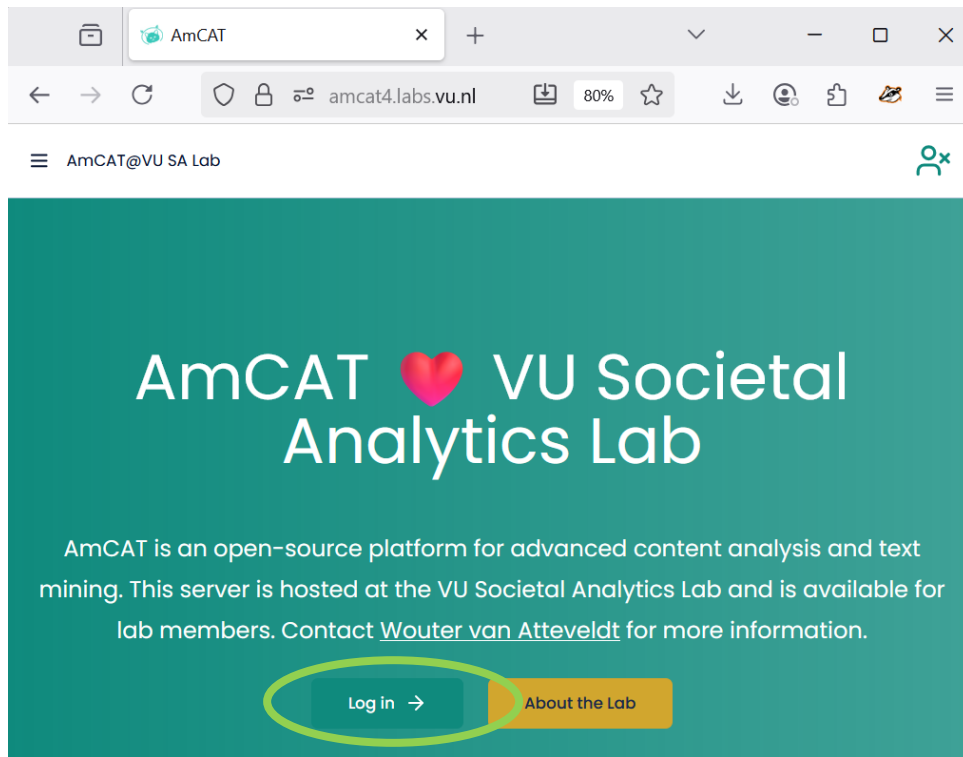 AmCAT
amcat4.labs.vu.nl
80%
AmCAT@VU SA Lab
AmCAT ❤️ VU Societal
Analytics Lab
AmCAT is an open-source platform for advanced content analysis and text
mining. This server is hosted at the VU Societal Analytics Lab and is available for
lab members. Contact Wouter van Atteveldt for more information.
Log in →
About the Lab